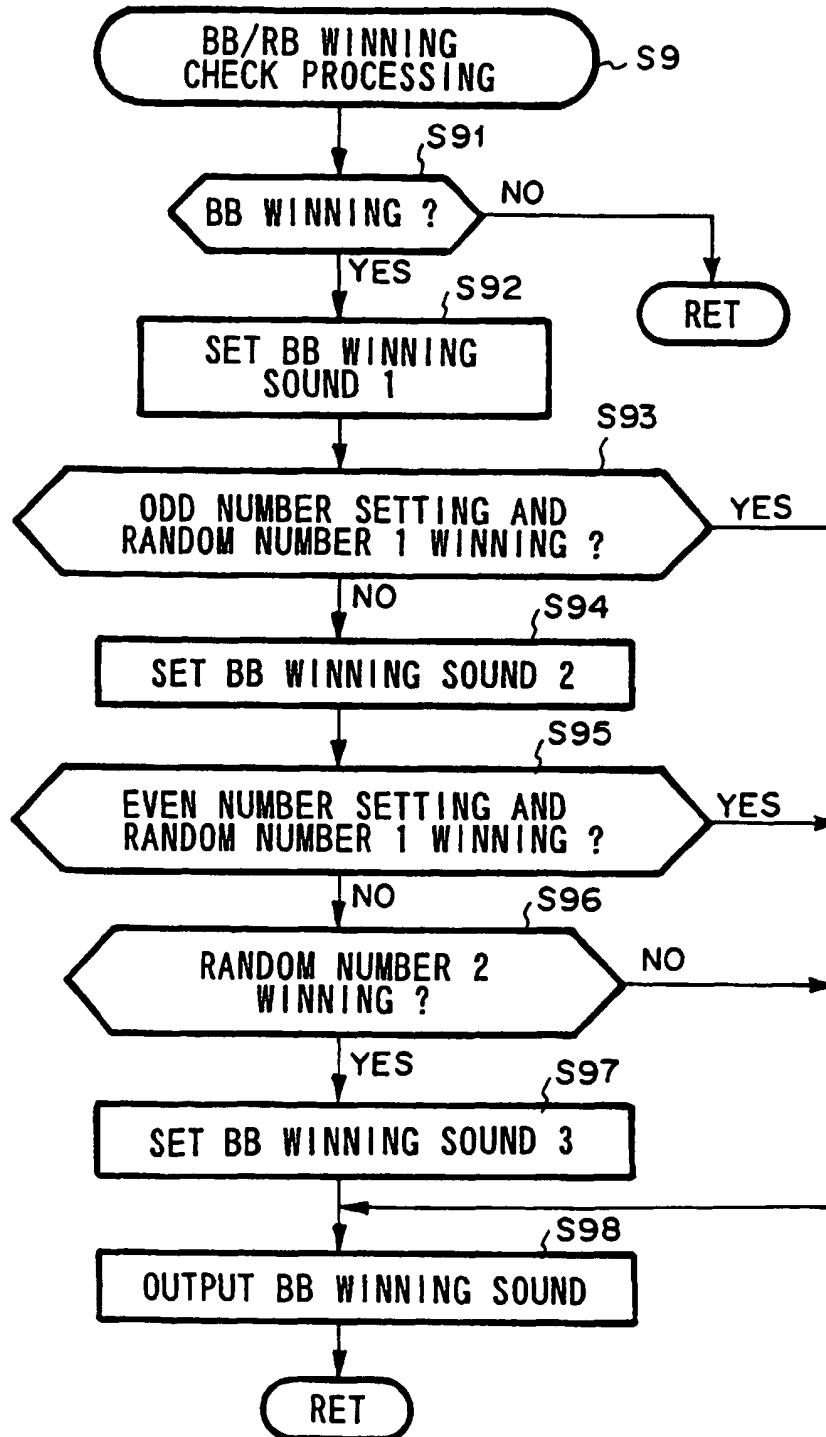 BB/RB WINNING
CHECK PROCESSING
S9
S91
BB WINNING ?
NO
YES
RET
S92
SET BB WINNING
SOUND 1
S93
ODD NUMBER SETTING AND
RANDOM NUMBER 1 WINNING ?
YES
NO
S94
SET BB WINNING SOUND 2
S95
EVEN NUMBER SETTING AND
RANDOM NUMBER 1 WINNING ?
YES
NO
S96
RANDOM NUMBER 2
WINNING ?
NO
YES
S97
SET BB WINNING SOUND 3
S98
OUTPUT BB WINNING SOUND
RET